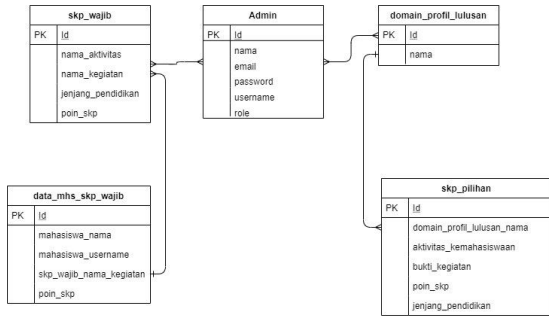 skp_wajib
PK Id
nama_aktivitas
nama_kegiatan
jenjang_pendidikan
poin_skp
Admin
PK Id
nama
email
password
username
role
domain_profil_lulusan
PK Id
nama
data_mhs_skp_wajib
PK Id
mahasiswa_nama
mahasiswa_username
skp_wajib_nama_kegiatan
poin_skp
skp_pilihan
PK Id
domain_profil_lulusan_nama
aktivitas_kemahasiswaan
bukti_kegiatan
poin_skp
jenjang_pendidikan